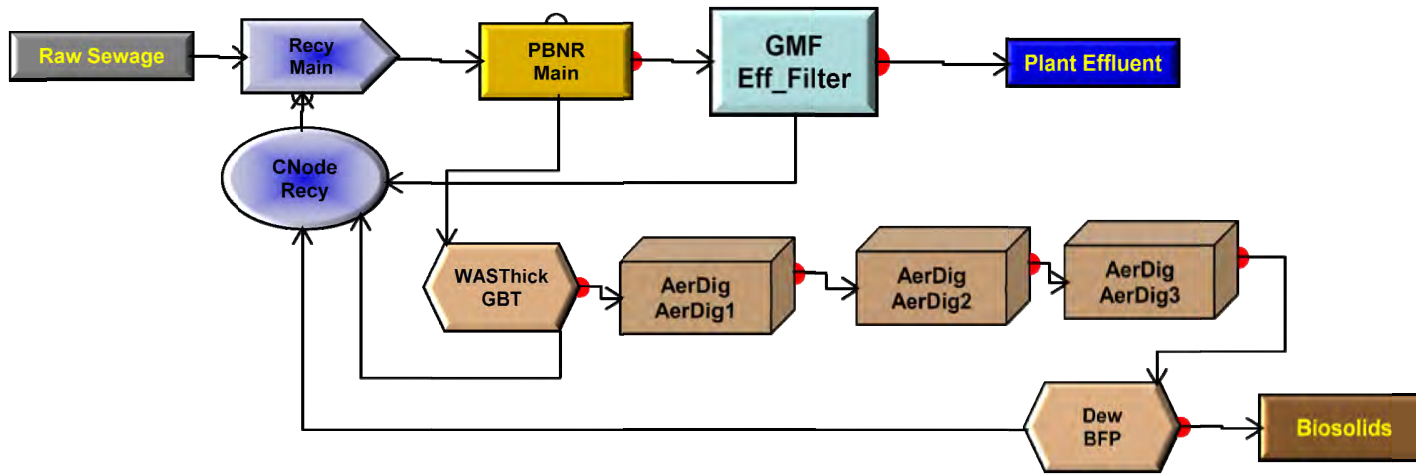 Raw Sewage
Recy
Main
PBNR
Main
GMF
Eff_Filter
Plant Effluent
CNode
Recy
WASThick
GBT
AerDig
AerDig1
AerDig
AerDig2
AerDig
AerDig3
Dew
BFP
Biosolids